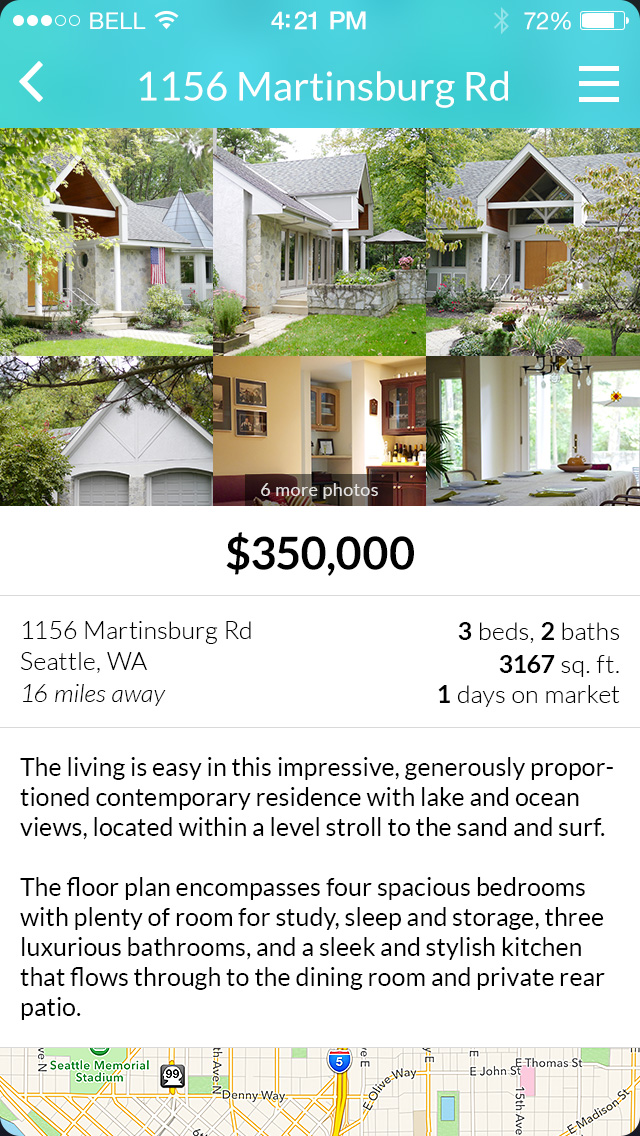 BELL 4:21 PM 72%
1156 Martinsburg Rd
6 more photos
$350,000
1156 Martinsburg Rd
Seattle, WA
16 miles away
3 beds, 2 baths
3167 sq. ft.
1 days on market
The living is easy in this impressive, generously propor-
tioned contemporary residence with lake and ocean
views, located within a level stroll to the sand and surf.
The floor plan encompasses four spacious bedrooms
with plenty of room for study, sleep and storage, three
luxurious bathrooms, and a sleek and stylish kitchen
that flows through to the dining room and private rear
patio.
Seattle Memorial
Stadium
99
5
Denny Way
E Olive Way
E John St
E Thomas St
15th Ave
E Madison St